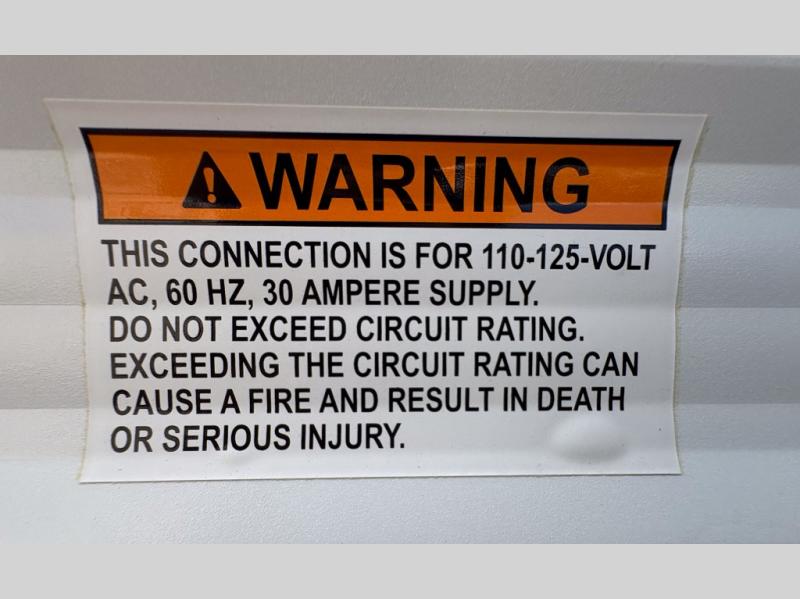 WARNING
THIS CONNECTION IS FOR 110-125-VOLT
AC, 60 HZ, 30 AMPERE SUPPLY.
DO NOT EXCEED CIRCUIT RATING.
EXCEEDING THE CIRCUIT RATING CAN
CAUSE A FIRE AND RESULT IN DEATH
OR SERIOUS INJURY.